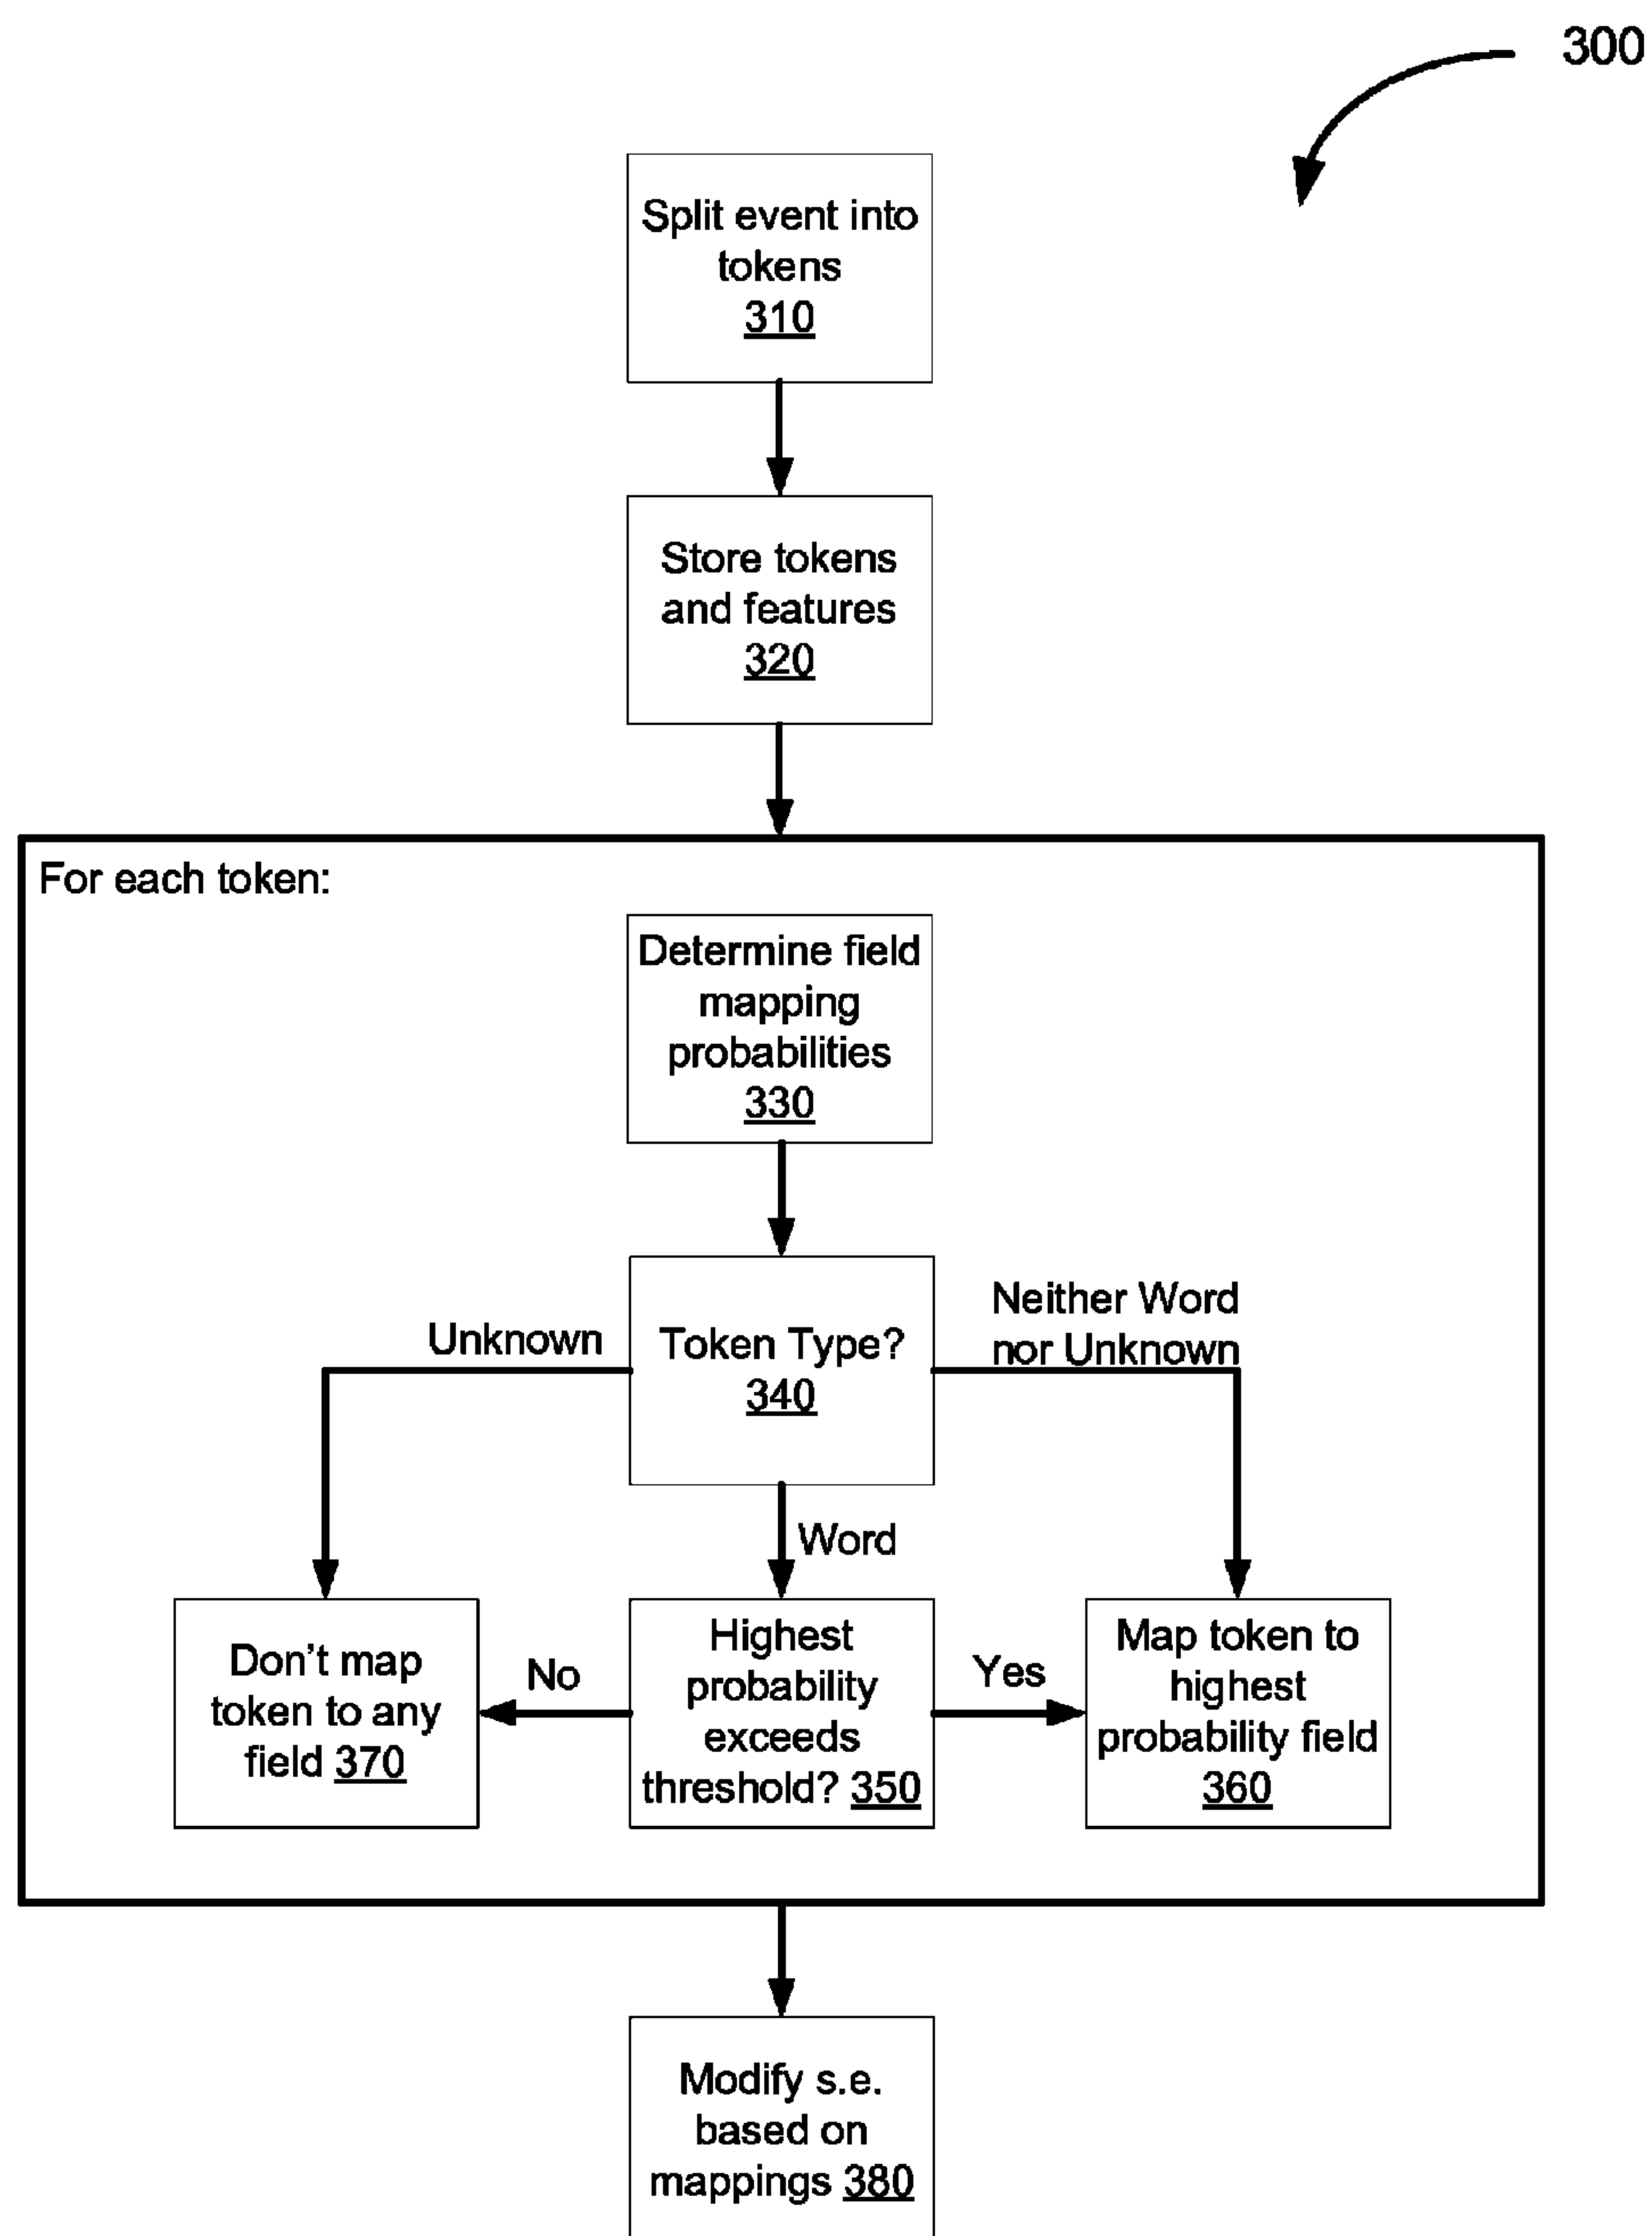 300
Split event into
tokens
310
Store tokens
and features
320
For each token:
Determine field
mapping
probabilities
330
Unknown
Token Type?
340
Neither Word
nor Unknown
Word
Don't map
token to any
field 370
No
Highest
probability
exceeds
threshold? 350
Yes
Map token to
highest
probability field
360
Modify s.e.
based on
mappings 380